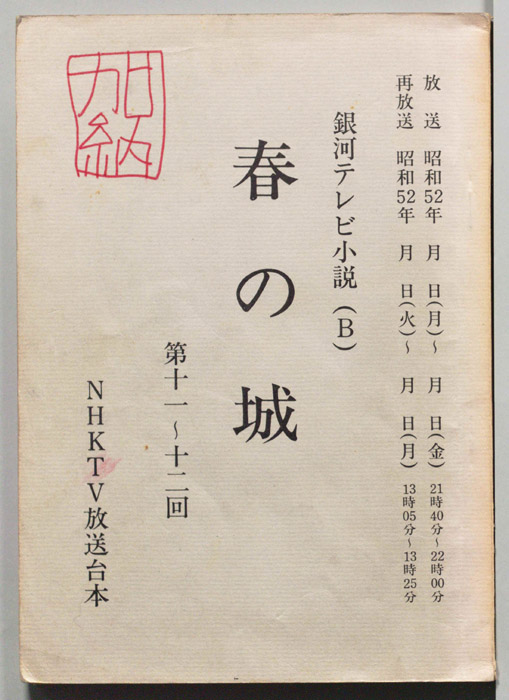 放送 昭和52年 月 日(月)〜 月 日(金) 21時40分〜22時00分
再放送 昭和52年 月 日(火)〜 月 日(月) 13時05分〜13時25分
銀河テレビ小説(B)
春の城
第十一〜十二回
NHKTV放送台本
加納